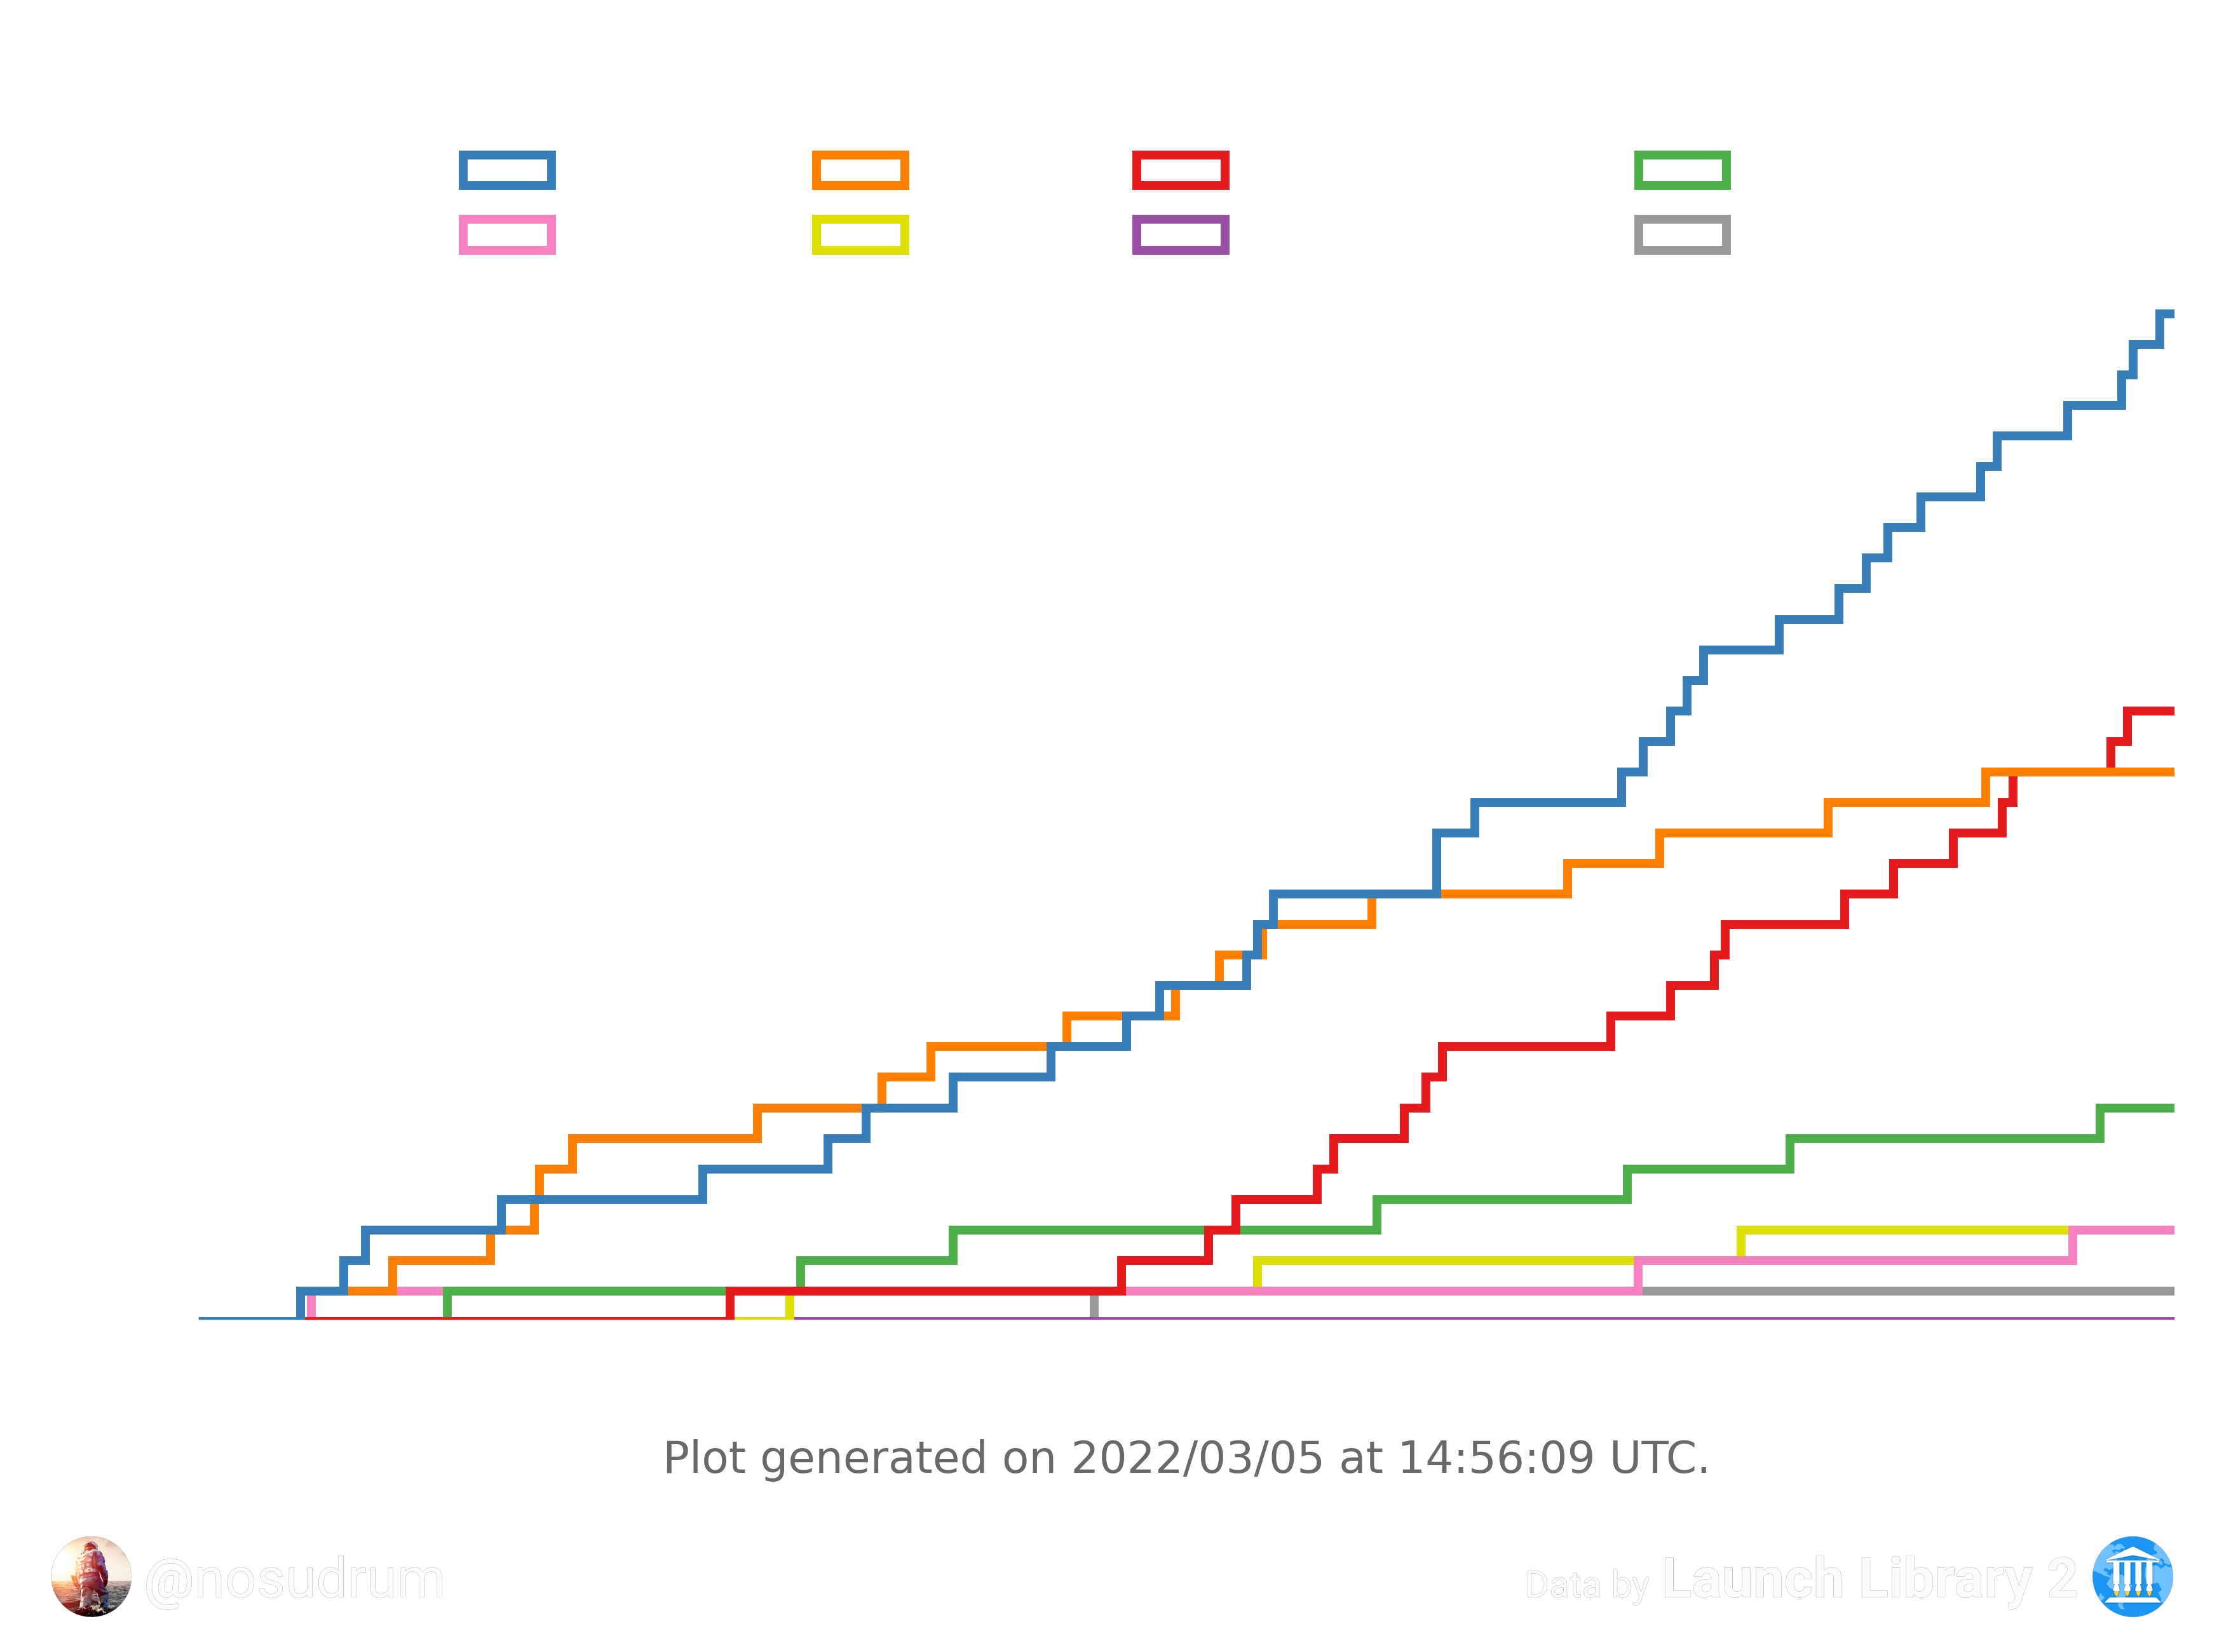 Plot generated on 2022/03/05 at 14:56:09 UTC.
@nosudrum
Data by Launch Library 2